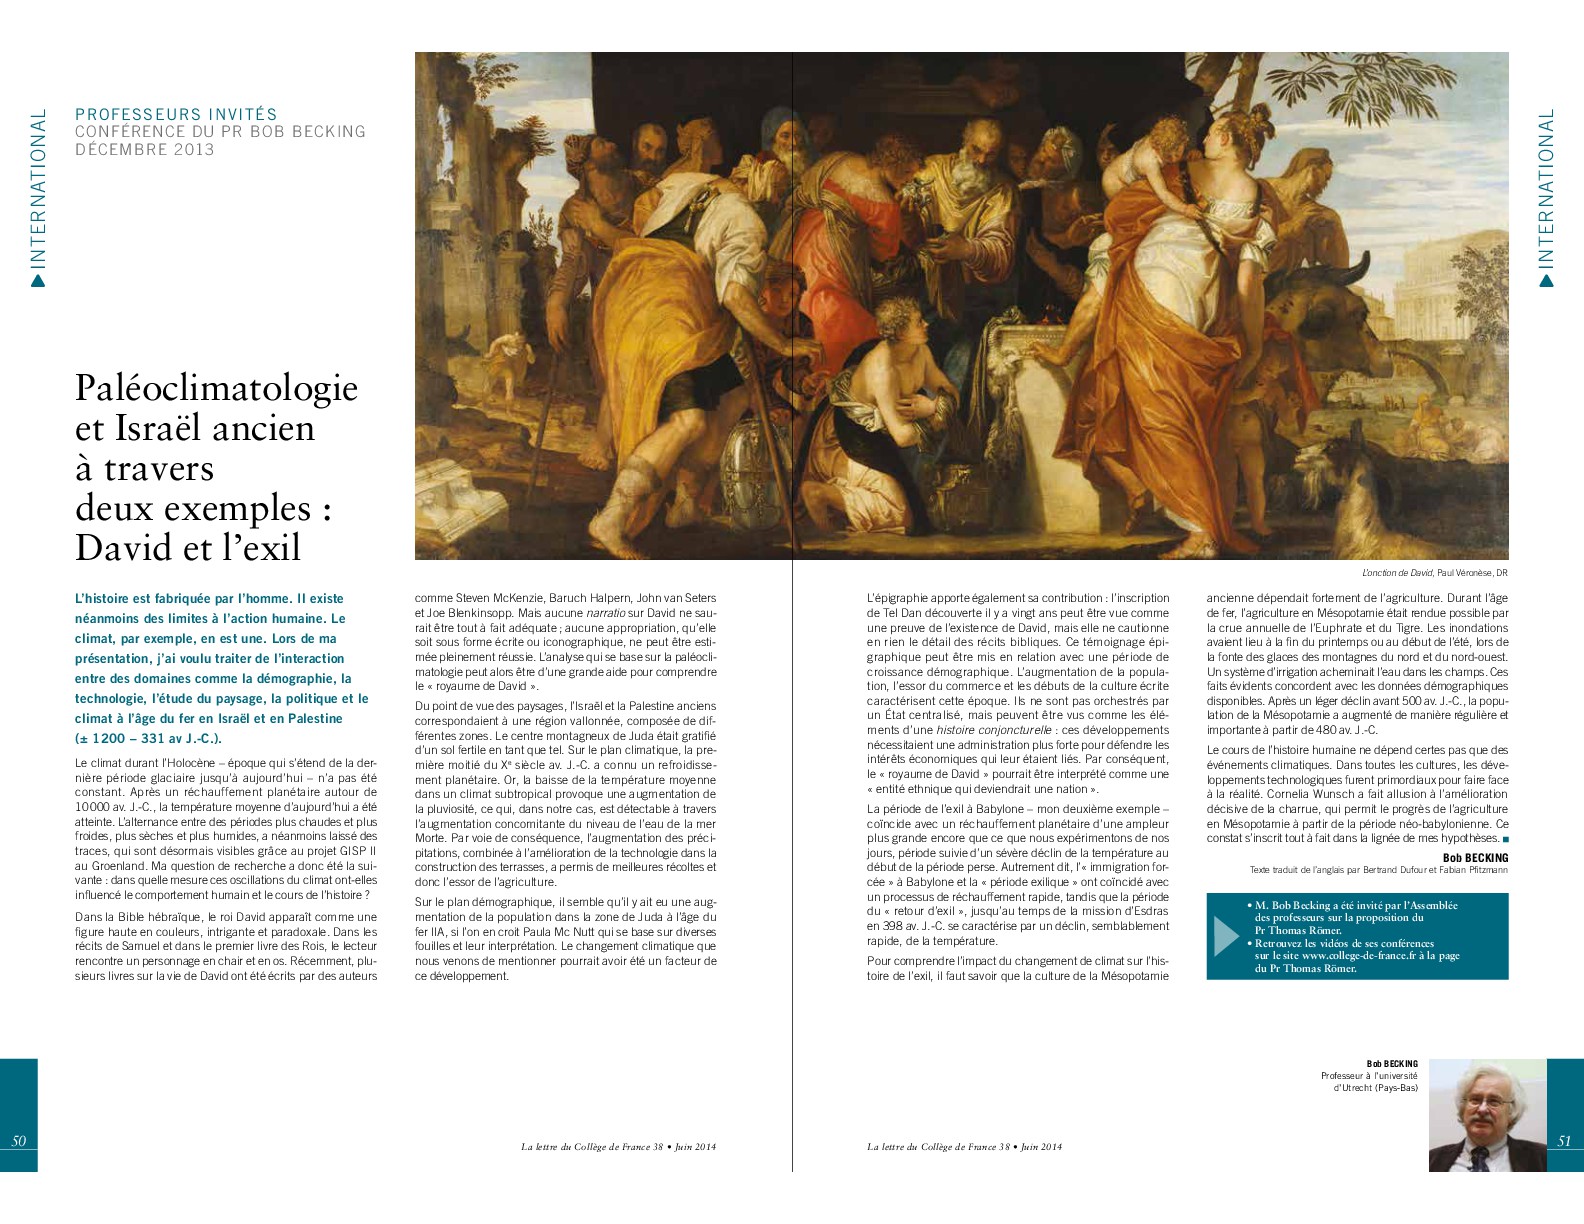 INTERNATIONAL
PROFESSEURS INVITÉS
CONFÉRENCE DU PR BOB BECKING
DÉCEMBRE 2013
Paléoclimatologie
et Israël ancien
à travers
deux exemples :
David et l'exil
L'histoire est fabriquée par l'homme. Il existe
néanmoins des limites à l'action humaine. Le
climat, par exemple, en est une. Lors de ma
présentation, j'ai voulu traiter de l'interaction
entre des domaines comme la démographie, la
technologie, l'étude du paysage, la politique et le
climat à l'âge du fer en Israël et en Palestine
(± 1200 – 331 av J.-C.).
Le climat durant l'Holocène – époque qui s'étend de la der-
nière période glaciaire jusqu'à aujourd'hui – n'a pas été
constant. Après un réchauffement planétaire autour de
10000 av. J.-C., la température moyenne d'aujourd'hui a été
atteinte. L'alternance entre des périodes plus chaudes et plus
froides, plus sèches et plus humides, a néanmoins laissé des
traces, qui sont désormais visibles grâce au projet GISP II
au Groenland. Ma question de recherche a donc été la sui-
vante : dans quelle mesure ces oscillations du climat ont-elles
influencé le comportement humain et le cours de l'histoire ?
Dans la Bible hébraïque, le roi David apparaît comme une
figure haute en couleurs, intrigante et paradoxale. Dans les
récits de Samuel et dans le premier livre des Rois, le lecteur
rencontre un personnage en chair et en os. Récemment, plu-
sieurs livres sur la vie de David ont été écrits par des auteurs
comme Steven McKenzie, Baruch Halpern, John van Seters
et Joe Blenkinsopp. Mais aucune narratio sur David ne sau-
rait être tout à fait adéquate ; aucune appropriation, qu'elle
soit sous forme écrite ou iconographique, ne peut être esti-
mée pleinement réussie. L'analyse qui se base sur la paléocli-
matologie peut alors être d'une grande aide pour comprendre
le « royaume de David ».
Du point de vue des paysages, l'Israël et la Palestine anciens
correspondaient à une région vallonnée, composée de dif-
férentes zones. Le centre montagneux de Juda était gratifié
d'un sol fertile en tant que tel. Sur le plan climatique, la pre-
mière moitié du Xe siècle av. J.-C. a connu un refroidisse-
ment planétaire. Or, la baisse de la température moyenne
dans un climat subtropical provoque une augmentation de
la pluviosité, ce qui, dans notre cas, est détectable à travers
l'augmentation concomitante du niveau de l'eau de la mer
Morte. Par voie de conséquence, l'augmentation des préci-
pitations, combinée à l'amélioration de la technologie dans la
construction des terrasses, a permis de meilleures récoltes et
donc l'essor de l'agriculture.
Sur le plan démographique, il semble qu'il y ait eu une aug-
mentation de la population dans la zone de Juda à l'âge du
fer IIA, si l'on en croit Paula Mc Nutt qui se base sur diverses
fouilles et leur interprétation. Le changement climatique que
nous venons de mentionner pourrait avoir été un facteur de
ce développement.
50
La lettre du Collège de France 38 • Juin 2014
INTERNATIONAL
L'onction de David, Paul Véronèse, DR
L'épigraphie apporte également sa contribution : l'inscription
de Tel Dan découverte il y a vingt ans peut être vue comme
une preuve de l'existence de David, mais elle ne cautionne
en rien le détail des récits bibliques. Ce témoignage épi-
graphique peut être mis en relation avec une période de
croissance démographique. L'augmentation de la popula-
tion, l'essor du commerce et les débuts de la culture écrite
caractérisent cette époque. Ils ne sont pas orchestrés par
un État centralisé, mais peuvent être vus comme les élé-
ments d'une histoire conjoncturelle : ces développements
nécessitaient une administration plus forte pour défendre les
intérêts économiques qui leur étaient liés. Par conséquent,
le « royaume de David » pourrait être interprété comme une
« entité ethnique qui deviendrait une nation ».
La période de l'exil à Babylone – mon deuxième exemple –
coïncide avec un réchauffement planétaire d'une ampleur
plus grande encore que ce que nous expérimentons de nos
jours, période suivie d'un sévère déclin de la température au
début de la période perse. Autrement dit, l'« immigration for-
cée » à Babylone et la « période exilique » ont coïncidé avec
un processus de réchauffement rapide, tandis que la période
du « retour d'exil », jusqu'au temps de la mission d'Esdras
en 398 av. J.-C. se caractérise par un déclin, semblablement
rapide, de la température.
Pour comprendre l'impact du changement de climat sur l'his-
toire de l'exil, il faut savoir que la culture de la Mésopotamie
ancienne dépendait fortement de l'agriculture. Durant l'âge
de fer, l'agriculture en Mésopotamie était rendue possible par
la crue annuelle de l'Euphrate et du Tigre. Les inondations
avaient lieu à la fin du printemps ou au début de l'été, lors de
la fonte des glaces des montagnes du nord et du nord-ouest.
Un système d'irrigation acheminait l'eau dans les champs. Ces
faits évidents concordent avec les données démographiques
disponibles. Après un léger déclin avant 500 av. J.-C., la popu-
lation de la Mésopotamie a augmenté de manière régulière et
importante à partir de 480 av. J.-C.
Le cours de l'histoire humaine ne dépend certes pas que des
événements climatiques. Dans toutes les cultures, les déve-
loppements technologiques furent primordiaux pour faire face
à la réalité. Cornelia Wunsch a fait allusion à l'amélioration
décisive de la charrue, qui permit le progrès de l'agriculture
en Mésopotamie à partir de la période néo-babylonienne. Ce
constat s'inscrit tout à fait dans la lignée de mes hypothèses.
Bob BECKING
Texte traduit de l'anglais par Bertrand Dufour et Fabian Pfitzmann
• M. Bob Becking a été invité par l'Assemblée
des professeurs sur la proposition du
Pr Thomas Römer.
• Retrouvez les vidéos de ses conférences
sur le site www.college-de-france.fr à la page
du Pr Thomas Römer.
Bob BECKING
Professeur à l'université
d'Utrecht (Pays-Bas)
La lettre du Collège de France 38 • Juin 2014
51